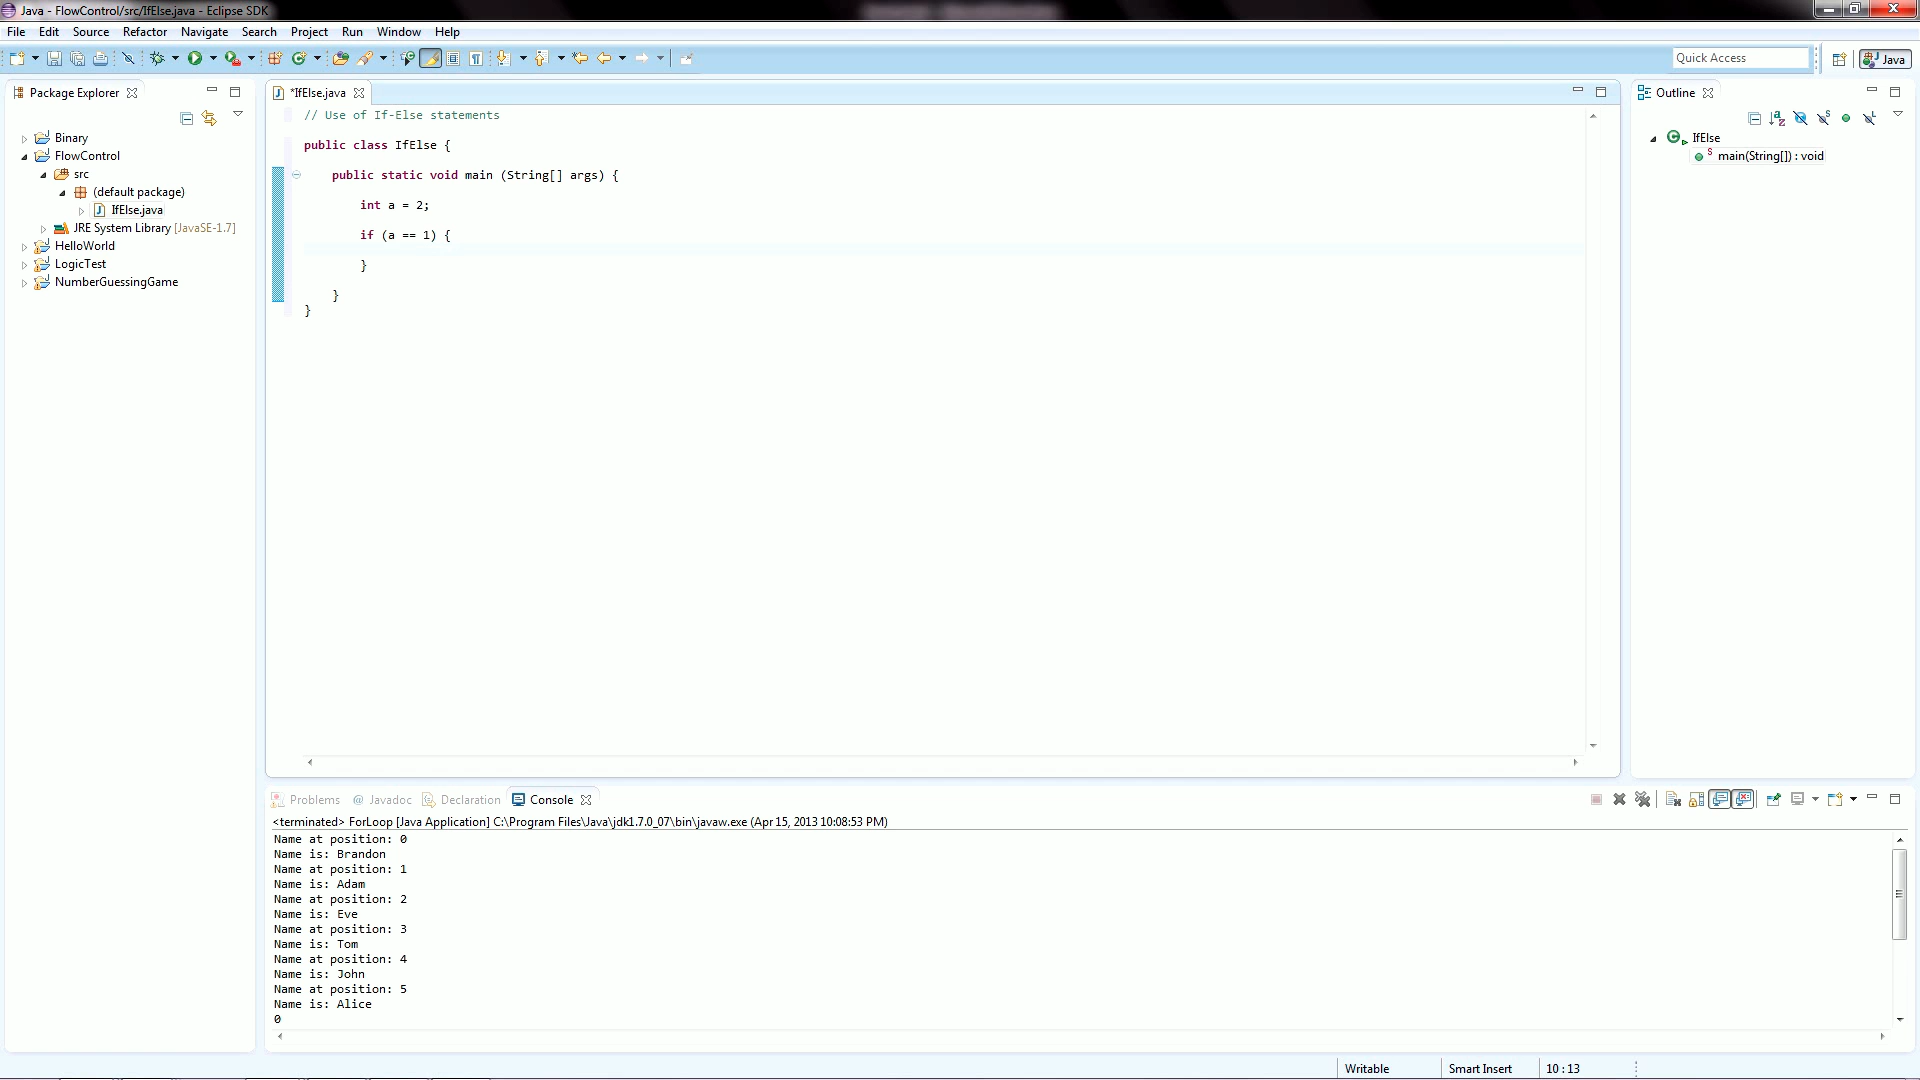 Java - FlowControl/src/IfElse.java - Eclipse SDK
File Edit Source Refactor Navigate Search Project Run Window Help
Quick Access
Java
Package Explorer
Binary
FlowControl
src
(default package)
IfElse.java
JRE System Library [JavaSE-1.7]
HelloWorld
LogicTest
NumberGuessingGame
*IfElse.java
// Use of If-Else statements
public class IfElse {
public static void main (String[] args) {
int a = 2;
if (a == 1) {
}
}
}
Outline
IfElse
main(String[]) : void
Problems @ Javadoc Declaration Console
<terminated> ForLoop [Java Application] C:\Program Files\Java\jdk1.7.0_07\bin\javaw.exe (Apr 15, 2013 10:08:53 PM)
Name at position: 0
Name is: Brandon
Name at position: 1
Name is: Adam
Name at position: 2
Name is: Eve
Name at position: 3
Name is: Tom
Name at position: 4
Name is: John
Name at position: 5
Name is: Alice
0
Writable Smart Insert 10 : 13